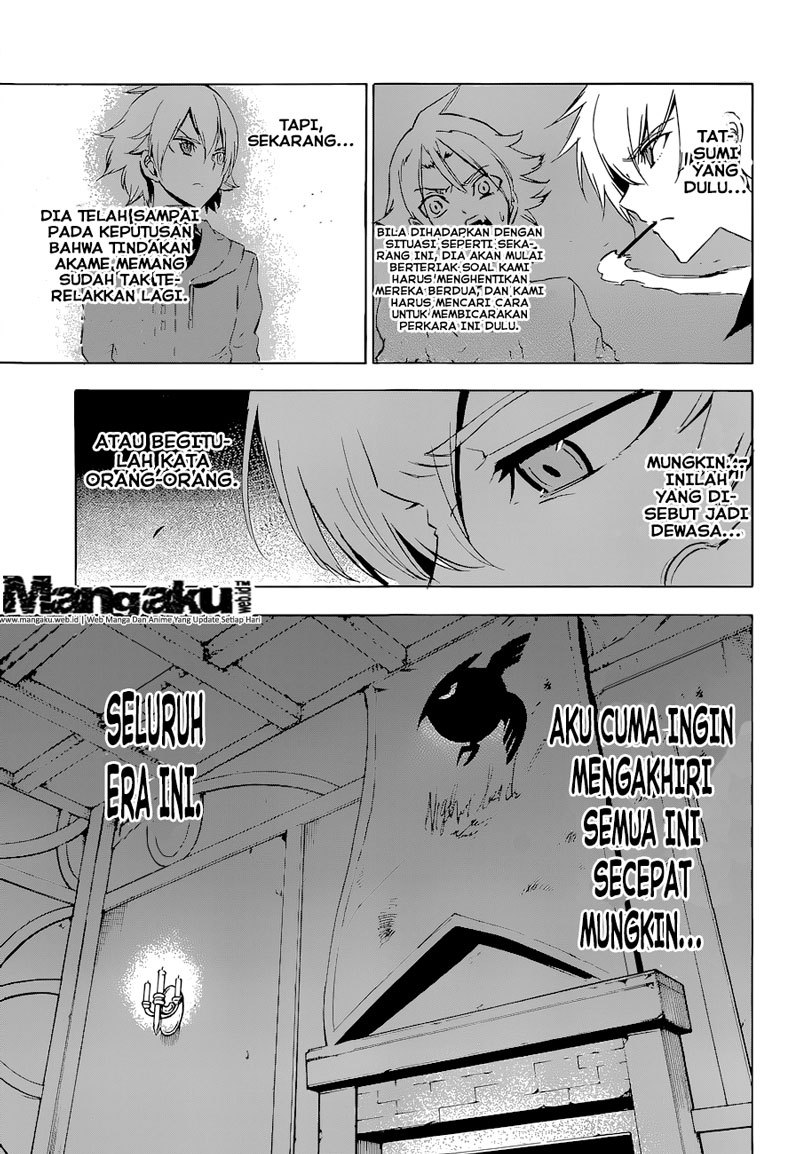 TAT-
SUMI
YANG
DULU...
BILA DIHADAPKAN DENGAN
SITUASI SEPERTI SEKA-
RANG INI, DIA AKAN MULAI
BERTERIAK SOAL KAMI
HARUS MENGHENTIKAN
MEREKA BERDUA, DAN KAMI
HARUS MENCARI CARA
UNTUK MEMBICARAKAN
PERKARA INI DULU.
TAPI,
SEKARANG...
DIA TELAH SAMPAI
PADA KEPUTUSAN
BAHWA TINDAKAN
AKAME MEMANG
SUDAH TAK TE-
RELAKKAN LAGI.
MUNGKIN...
INILAH
YANG DI-
SEBUT JADI
DEWASA...
ATAU BEGITU-
LAH KATA
ORANG-ORANG.
Mangaku
web.id
www.mangaku.web.id | Web Manga Dan Anime Yang Update Setiap Hari
AKU CUMA INGIN
MENGAKHIRI
SEMUA INI
SECEPAT
MUNGKIN...
SELURUH
ERA INI.